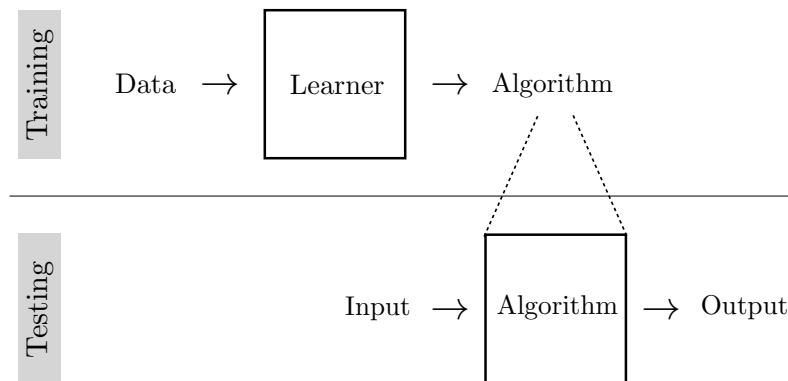 Training
Data → Learner → Algorithm
Testing
Input → Algorithm → Output